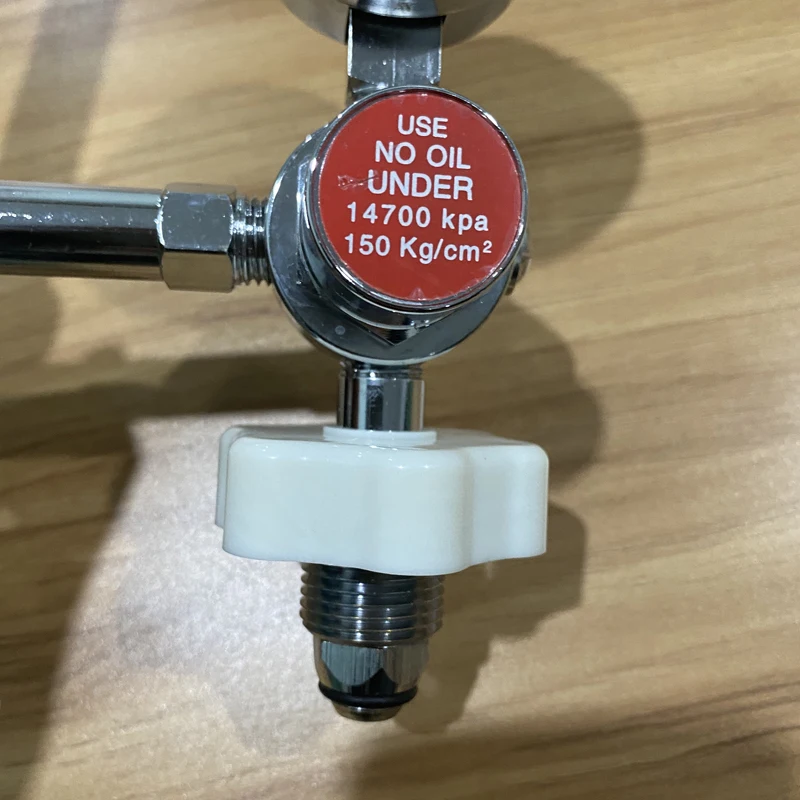 USE
NO OIL
UNDER
14700 kpa
150 Kg/cm²